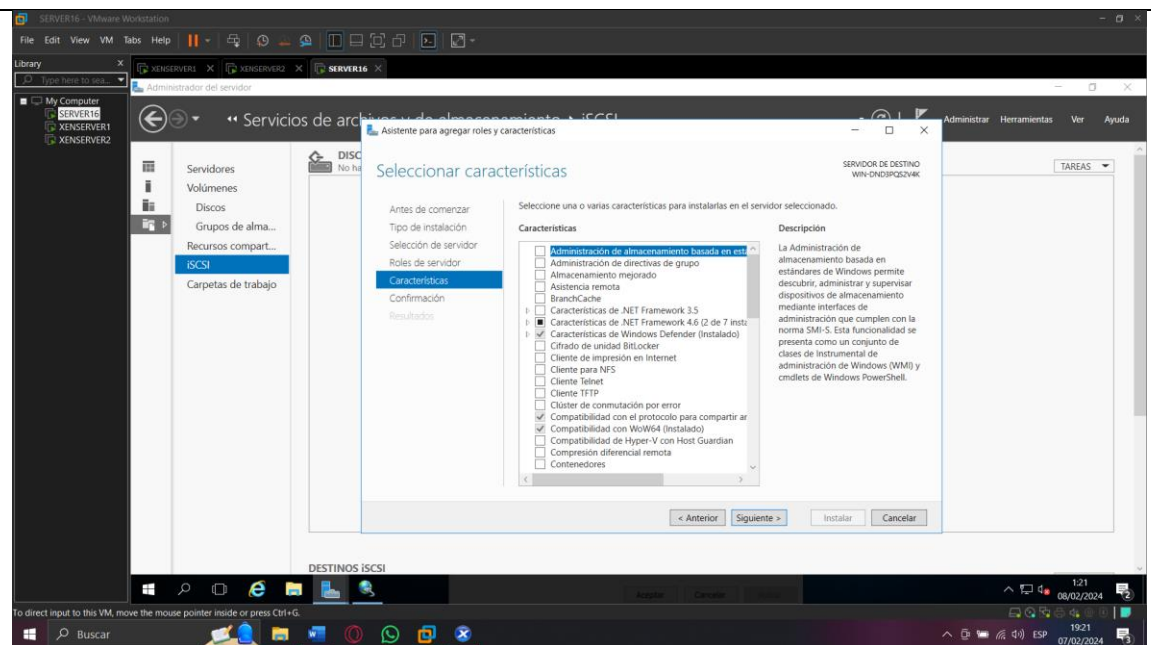 SERVER16 - VMware Workstation
File Edit View VM Tabs Help
Library X
Type here to sea...
My Computer
SERVER16
XENSERVER1
XENSERVER2
XENSERVER1 X XENSERVER2 X SERVER16 X
Administrador del servidor
Servicios de archivos y de almacenamiento iSCSI
Administrar Herramientas Ver Ayuda
Servidores
Volúmenes
Discos
Grupos de alma...
Recursos compart...
iSCSI
Carpetas de trabajo
DISC
No ha
TAREAS
Asistente para agregar roles y características
Seleccionar características
SERVIDOR DE DESTINO
WIN-DND3PQS2V4K
Antes de comenzar
Tipo de instalación
Selección de servidor
Roles de servidor
Características
Confirmación
Resultados
Seleccione una o varias características para instalarlas en el servidor seleccionado.
Características
Administración de almacenamiento basada en está
Administración de directivas de grupo
Almacenamiento mejorado
Asistencia remota
BranchCache
Características de .NET Framework 3.5
Características de .NET Framework 4.6 (2 de 7 insta
Características de Windows Defender (Instalado)
Cifrado de unidad BitLocker
Cliente de impresión en Internet
Cliente para NFS
Cliente Telnet
Cliente TFTP
Clúster de conmutación por error
Compatibilidad con el protocolo para compartir ar
Compatibilidad con WoW64 (Instalado)
Compatibilidad de Hyper-V con Host Guardian
Compresión diferencial remota
Contenedores
Descripción
La Administración de
almacenamiento basada en
estándares de Windows permite
descubrir, administrar y supervisar
dispositivos de almacenamiento
mediante interfaces de
administración que cumplen con la
norma SMI-S. Esta funcionalidad se
presenta como un conjunto de
clases de Instrumental de
administración de Windows (WMI) y
cmdlets de Windows PowerShell.
< Anterior Siguiente > Instalar Cancelar
DESTINOS iSCSI
Aceptar Cancelar
1:21
08/02/2024
To direct input to this VM, move the mouse pointer inside or press Ctrl+G.
Buscar
ESP
19:21
07/02/2024